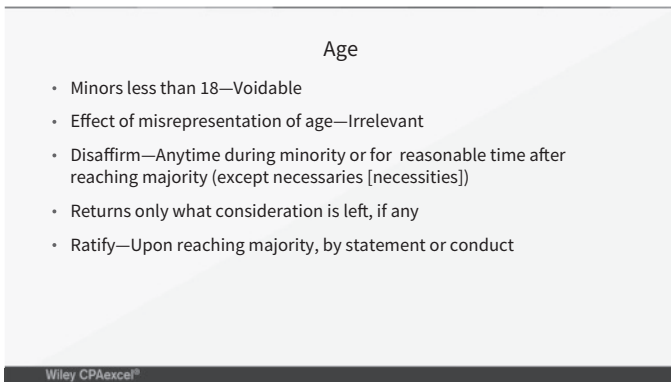 Age
• Minors less than 18—Voidable
• Effect of misrepresentation of age—Irrelevant
• Disaffirm—Anytime during minority or for reasonable time after
reaching majority (except necessaries [necessities])
• Returns only what consideration is left, if any
• Ratify—Upon reaching majority, by statement or conduct
Wiley CPAexcel®